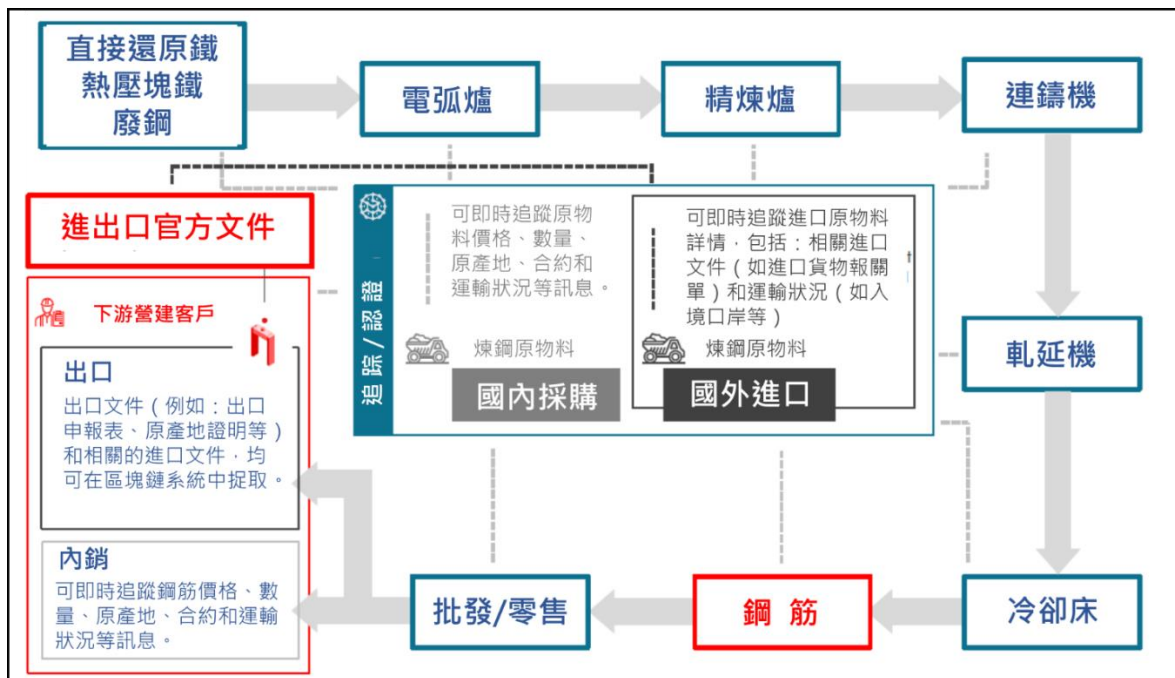 直接還原鐵
熱壓塊鐵
廢鋼
電弧爐
精煉爐
連鑄機
進出口官方文件
追踪/認證
可即時追蹤原物
料價格、數量、
原產地、合約和
運輸狀況等訊息。
煉鋼原物料
國內採購
可即時追蹤進口原物料
詳情，包括：相關進口
文件（如進口貨物報關
單）和運輸狀況（如入
境口岸等）
煉鋼原物料
國外進口
下游營建客戶
出口
出口文件（例如：出口
申報表、原產地證明等）
和相關的進口文件，均
可在區塊鏈系統中捉取。
內銷
可即時追蹤鋼筋價格、數
量、原產地、合約和運輸
狀況等訊息。
軋延機
批發/零售
鋼 筋
冷卻床